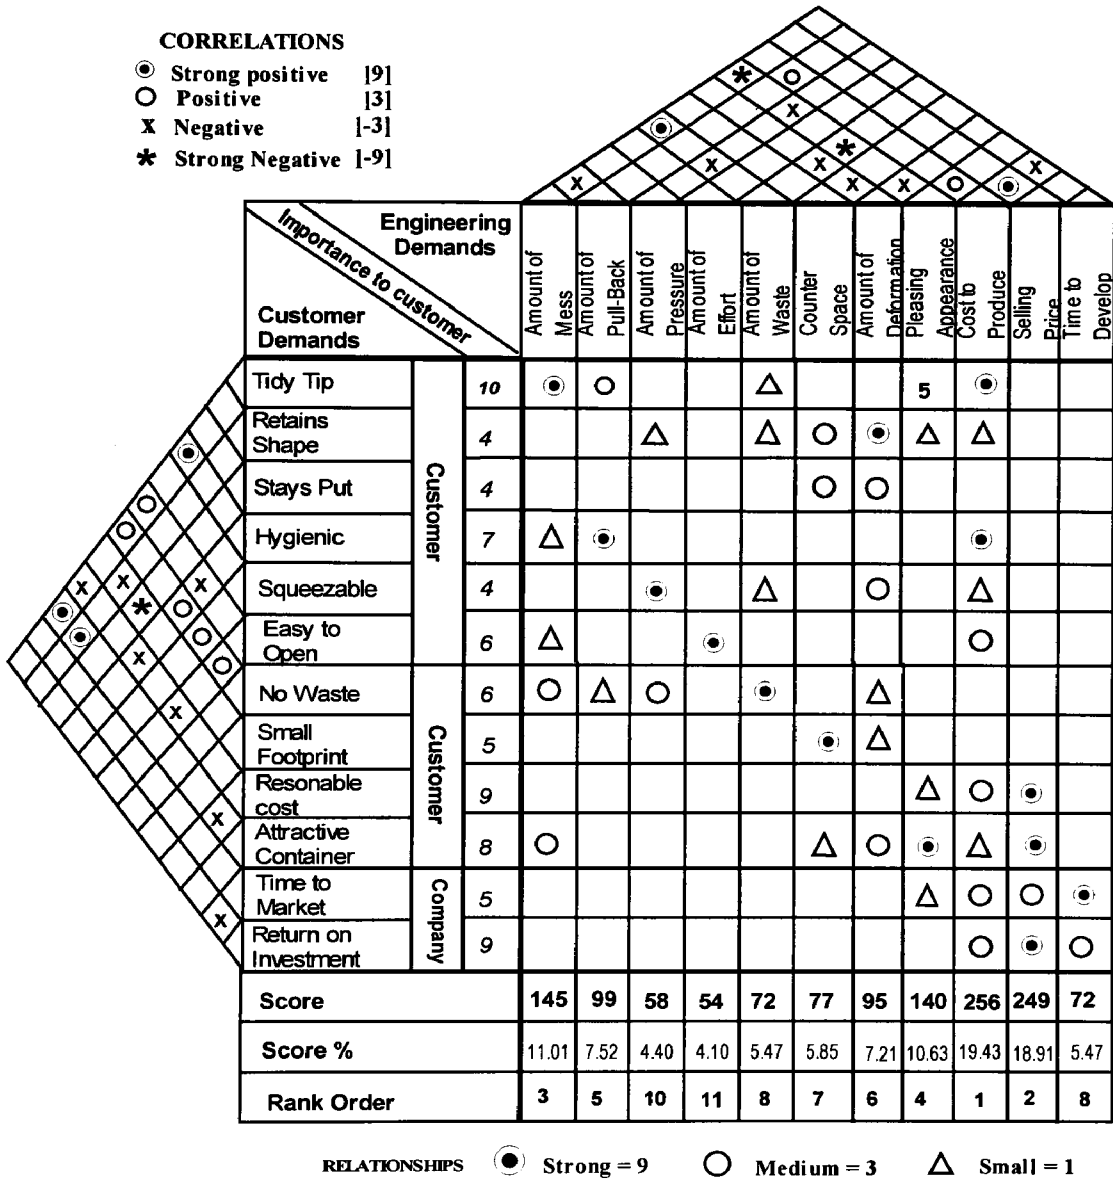 CORRELATIONS
Strong positive [9]
Positive [3]
X Negative [-3]
* Strong Negative [-9]
Importance to customer
Engineering
Demands
Customer
Demands
Amount of
Mess
Amount of
Pull-Back
Amount of
Pressure
Amount of
Effort
Amount of
Waste
Counter
Space
Amount of
Deformation
Pleasing
Appearance
Cost to
Produce
Selling
Price
Time to
Develop
Customer
Customer
Company
Tidy Tip 10 5
Retains
Shape 4
Stays Put 4
Hygienic 7
Squeezable 4
Easy to
Open 6
No Waste 6
Small
Footprint 5
Resonable
cost 9
Attractive
Container 8
Time to
Market 5
Return on
Investment 9
Score 145 99 58 54 72 77 95 140 256 249 72
Score % 11.01 7.52 4.40 4.10 5.47 5.85 7.21 10.63 19.43 18.91 5.47
Rank Order 3 5 10 11 8 7 6 4 1 2 8
RELATIONSHIPS Strong = 9 Medium = 3 Small = 1